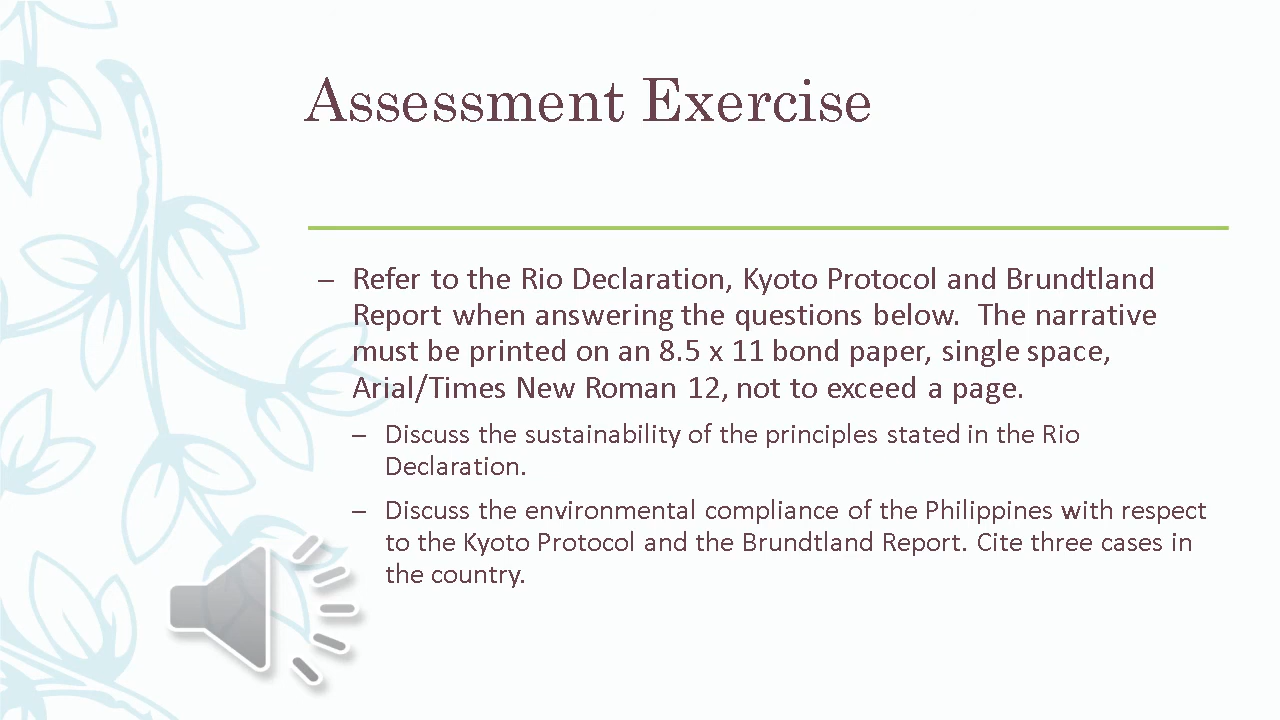 Assessment Exercise
– Refer to the Rio Declaration, Kyoto Protocol and Brundtland
Report when answering the questions below.  The narrative
must be printed on an 8.5 x 11 bond paper, single space,
Arial/Times New Roman 12, not to exceed a page.
– Discuss the sustainability of the principles stated in the Rio
Declaration.
– Discuss the environmental compliance of the Philippines with respect
to the Kyoto Protocol and the Brundtland Report. Cite three cases in
the country.